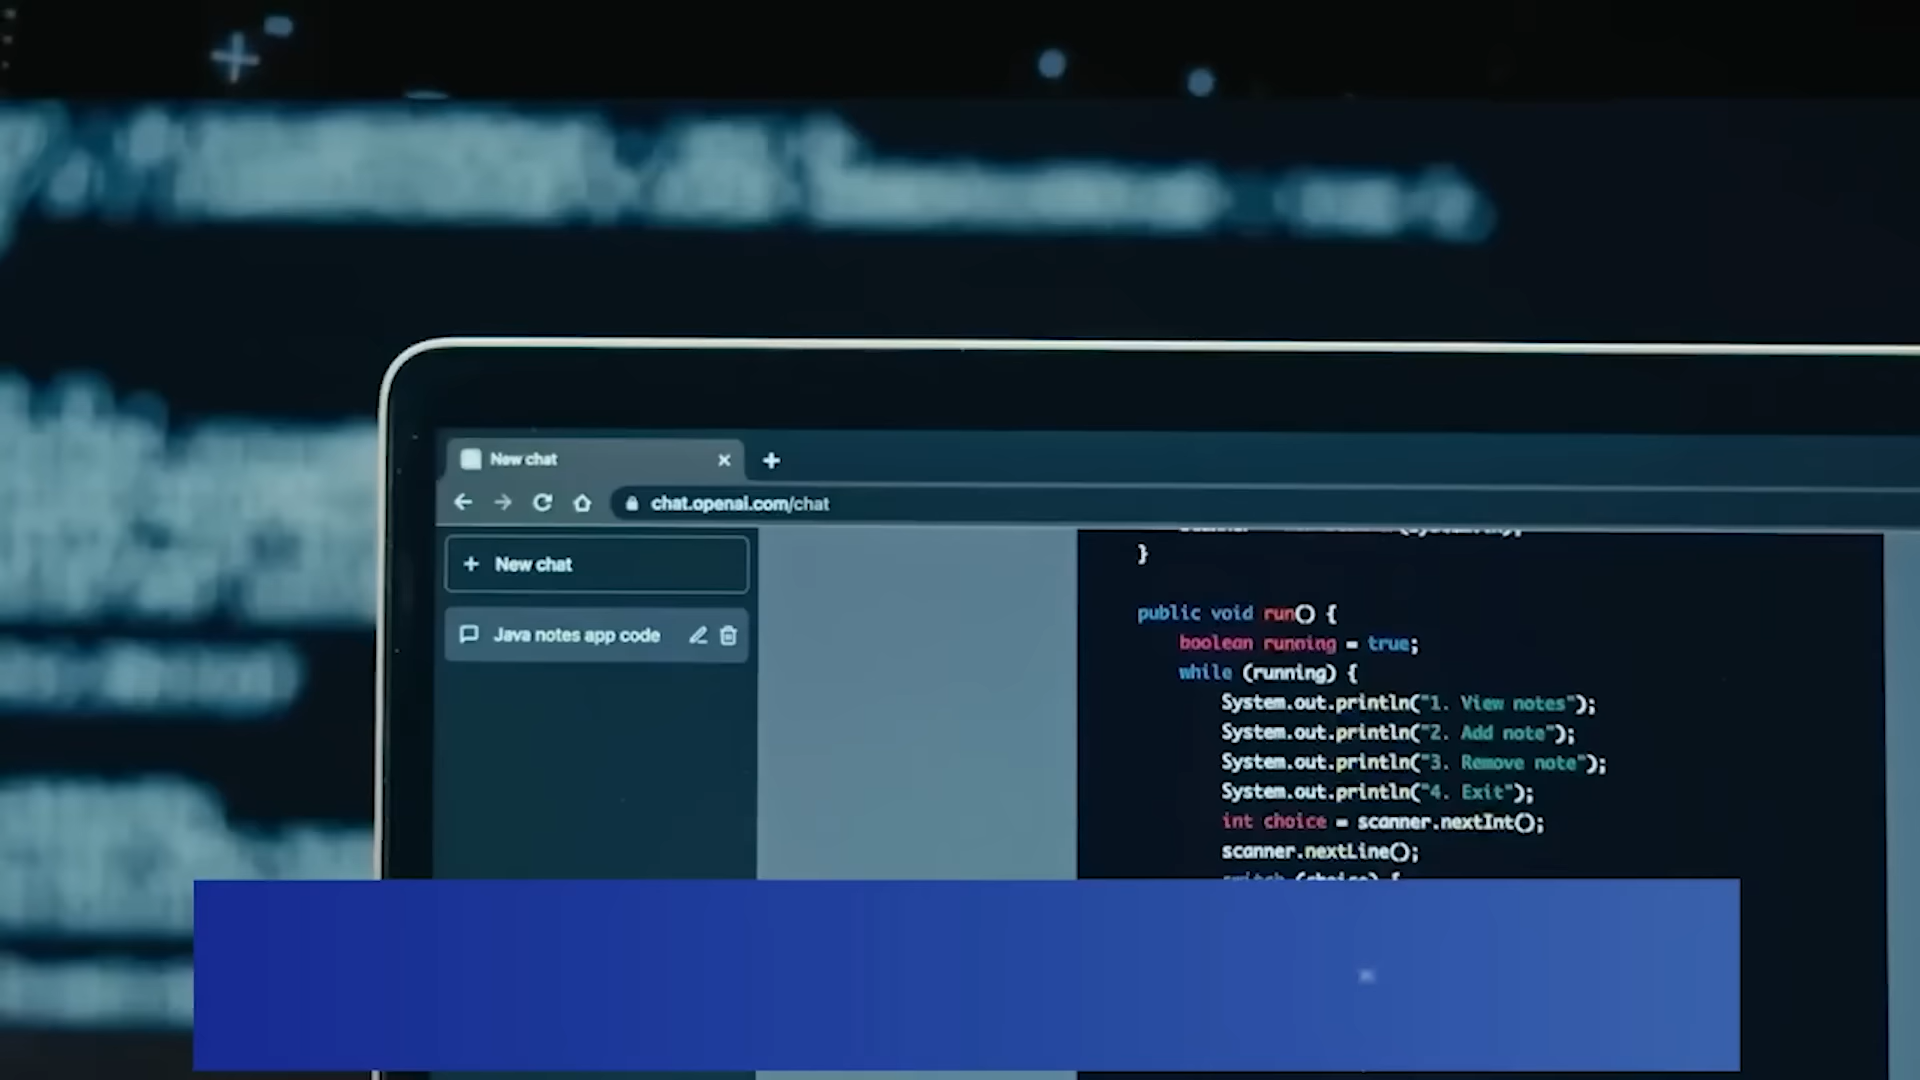 New chat
chat.openai.com/chat
New chat
Java notes app code
}
public void run() {
boolean running = true;
while (running) {
System.out.println("1. View notes");
System.out.println("2. Add note");
System.out.println("3. Remove note");
System.out.println("4. Exit");
int choice = scanner.nextInt();
scanner.nextLine();
switch (choice) {